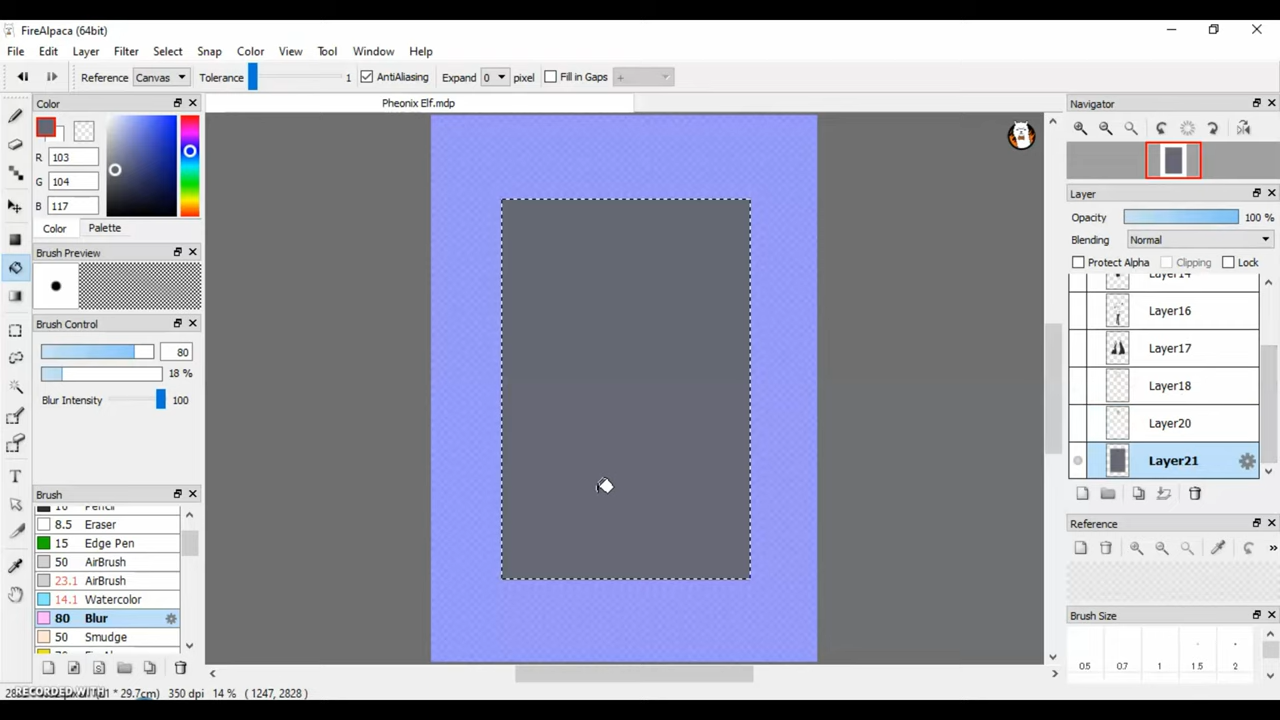 FireAlpaca (64bit)
File Edit Layer Filter Select Snap Color View Tool Window Help
Reference Canvas Tolerance 1 AntiAliasing Expand 0 pixel Fill in Gaps +
Color Pheonix Elf.mdp Navigator
R 103
G 104
B 117
Color Palette
Layer
Opacity 100 %
Blending Normal
Protect Alpha Clipping Lock
Brush Preview
Layer14
Layer16
Layer17
Layer18
Layer20
Layer21
Brush Control
80
18 %
Blur Intensity 100
Brush
Pencil
8.5 Eraser
15 Edge Pen
50 AirBrush
23.1 AirBrush
14.1 Watercolor
80 Blur
50 Smudge
Reference
Brush Size
0.5 0.7 1 1.5 2
RECORDED WITH
* 29.7cm) 350 dpi 14 % ( 1247, 2828 )